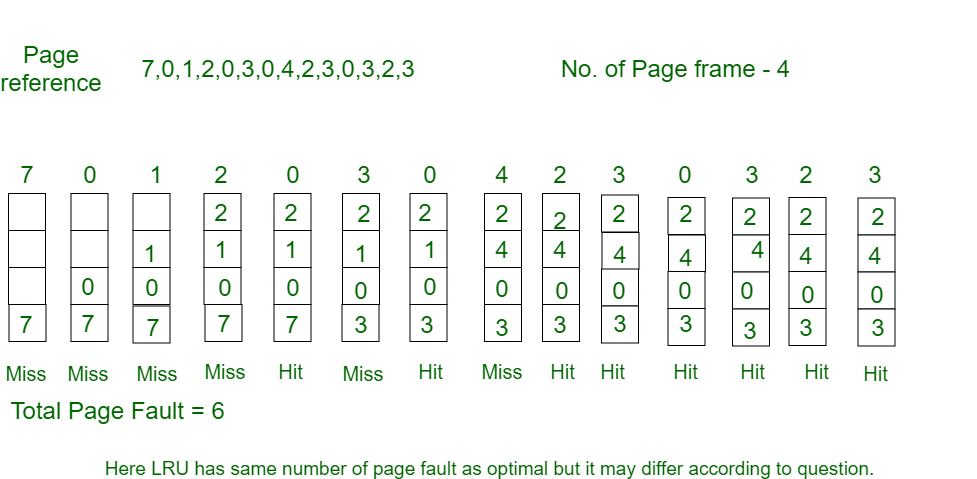 Page
reference
7,0,1,2,0,3,0,4,2,3,0,3,2,3
No. of Page frame - 4
7 0 1 2 0 3 0 4 2 3 0 3 2 3
2 2 2 2 2 2 2 2 2 2 2
1 1 1 1 1 4 4 4 4 4 4 4
0 0 0 0 0 0 0 0 0 0 0 0 0
7 7 7 7 7 3 3 3 3 3 3 3 3 3
Miss Miss Miss Miss Hit Miss Hit Miss Hit Hit Hit Hit Hit Hit
Total Page Fault = 6
Here LRU has same number of page fault as optimal but it may differ according to question.